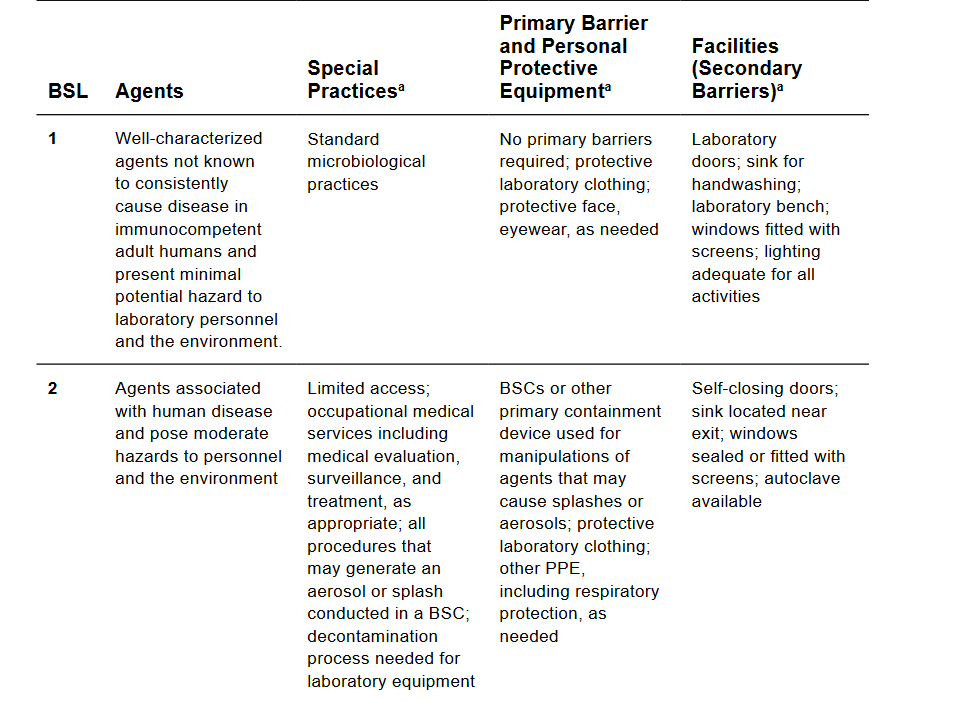 BSL
Agents
Special
Practicesa
Primary Barrier
and Personal
Protective
Equipmenta
Facilities
(Secondary
Barriers)a
1
Well-characterized
agents not known
to consistently
cause disease in
immunocompetent
adult humans and
present minimal
potential hazard to
laboratory personnel
and the environment.
Standard
microbiological
practices
No primary barriers
required; protective
laboratory clothing;
protective face,
eyewear, as needed
Laboratory
doors; sink for
handwashing;
laboratory bench;
windows fitted with
screens; lighting
adequate for all
activities
2
Agents associated
with human disease
and pose moderate
hazards to personnel
and the environment
Limited access;
occupational medical
services including
medical evaluation,
surveillance, and
treatment, as
appropriate; all
procedures that
may generate an
aerosol or splash
conducted in a BSC;
decontamination
process needed for
laboratory equipment
BSCs or other
primary containment
device used for
manipulations of
agents that may
cause splashes or
aerosols; protective
laboratory clothing;
other PPE,
including respiratory
protection, as
needed
Self-closing doors;
sink located near
exit; windows
sealed or fitted with
screens; autoclave
available